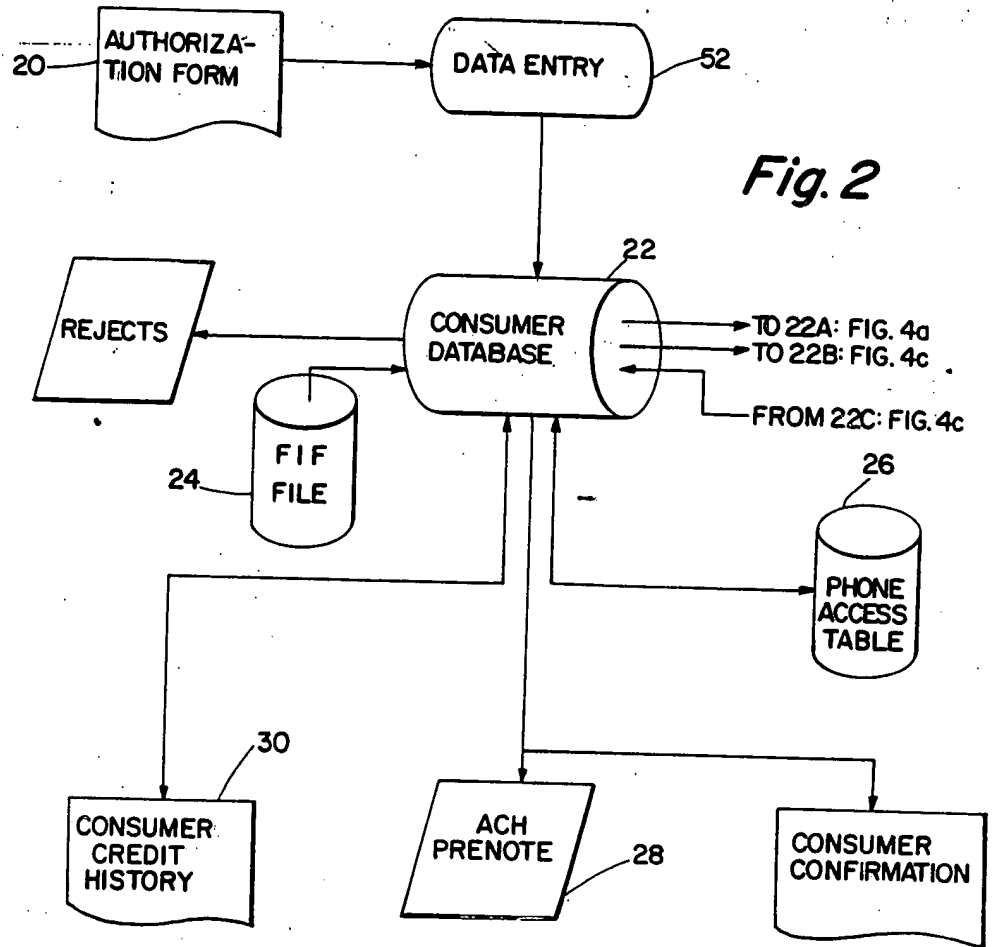 AUTHORIZA-
TION FORM
20
DATA ENTRY
52
Fig. 2
22
REJECTS
CONSUMER
DATABASE
TO 22A: FIG. 4a
TO 22B: FIG. 4c
FROM 22C: FIG. 4c
24
FIF
FILE
26
PHONE
ACCESS
TABLE
30
CONSUMER
CREDIT
HISTORY
ACH
PRENOTE
28
CONSUMER
CONFIRMATION